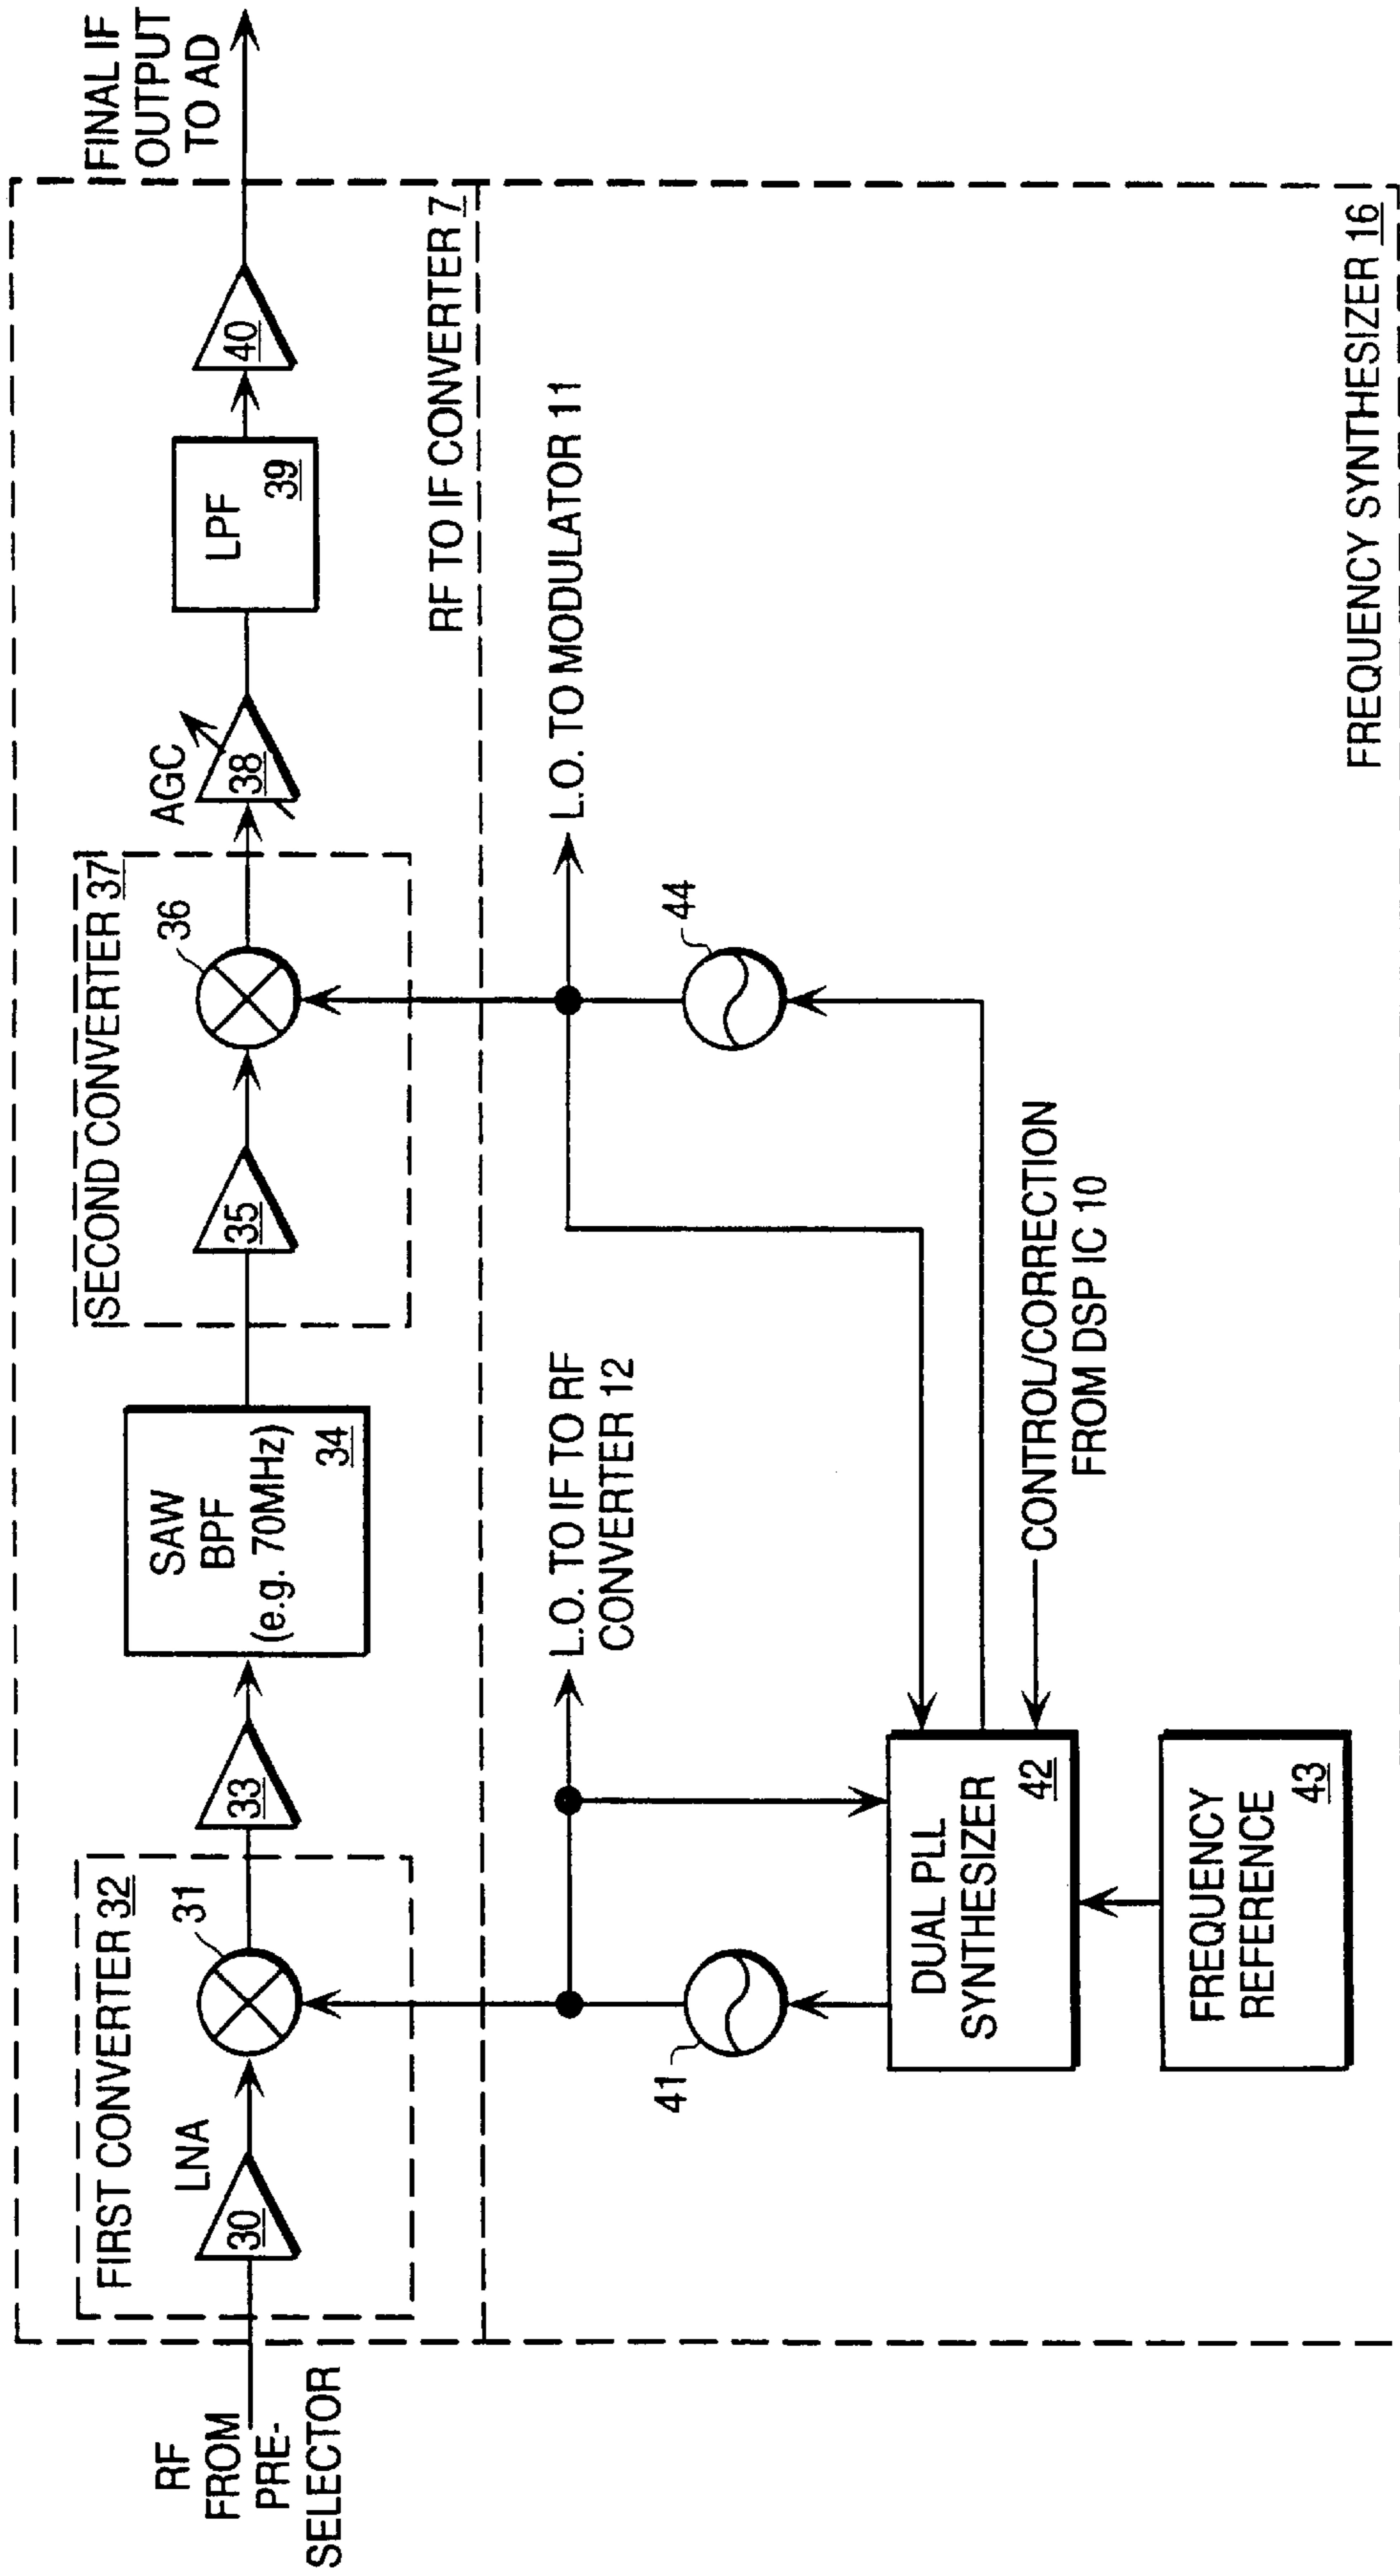 RF
FROM
PRE-
SELECTOR
FIRST CONVERTER 32
LNA
30
31
33
SAW
BPF
(e.g. 70MHz)
34
SECOND CONVERTER 37
35
36
AGC
38
LPF
39
40
FINAL IF
OUTPUT
TO AD
RF TO IF CONVERTER 7
L.O. TO IF TO RF
CONVERTER 12
L.O. TO MODULATOR 11
41
44
DUAL PLL
SYNTHESIZER
42
CONTROL/CORRECTION
FROM DSP IC 10
FREQUENCY
REFERENCE
43
FREQUENCY SYNTHESIZER 16